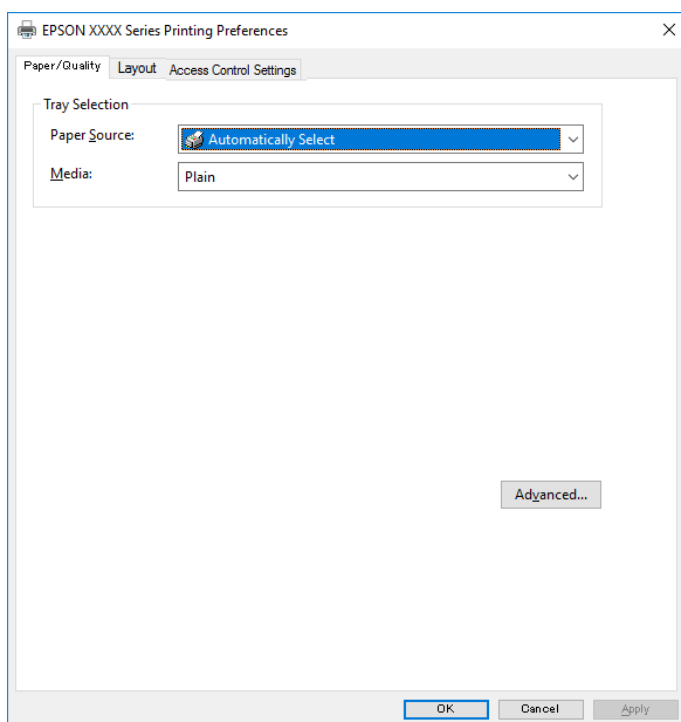 EPSON XXXX Series Printing Preferences
Paper/Quality Layout Access Control Settings
Tray Selection
Paper Source: Automatically Select
Media: Plain
Advanced...
OK Cancel Apply